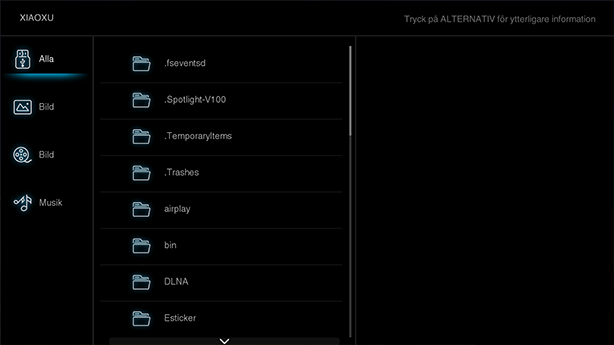 XIAOXU
Tryck på ALTERNATIV för ytterligare information
Alla
Bild
Bild
Musik
.fseventsd
.Spotlight-V100
.TemporaryItems
.Trashes
airplay
bin
DLNA
Esticker